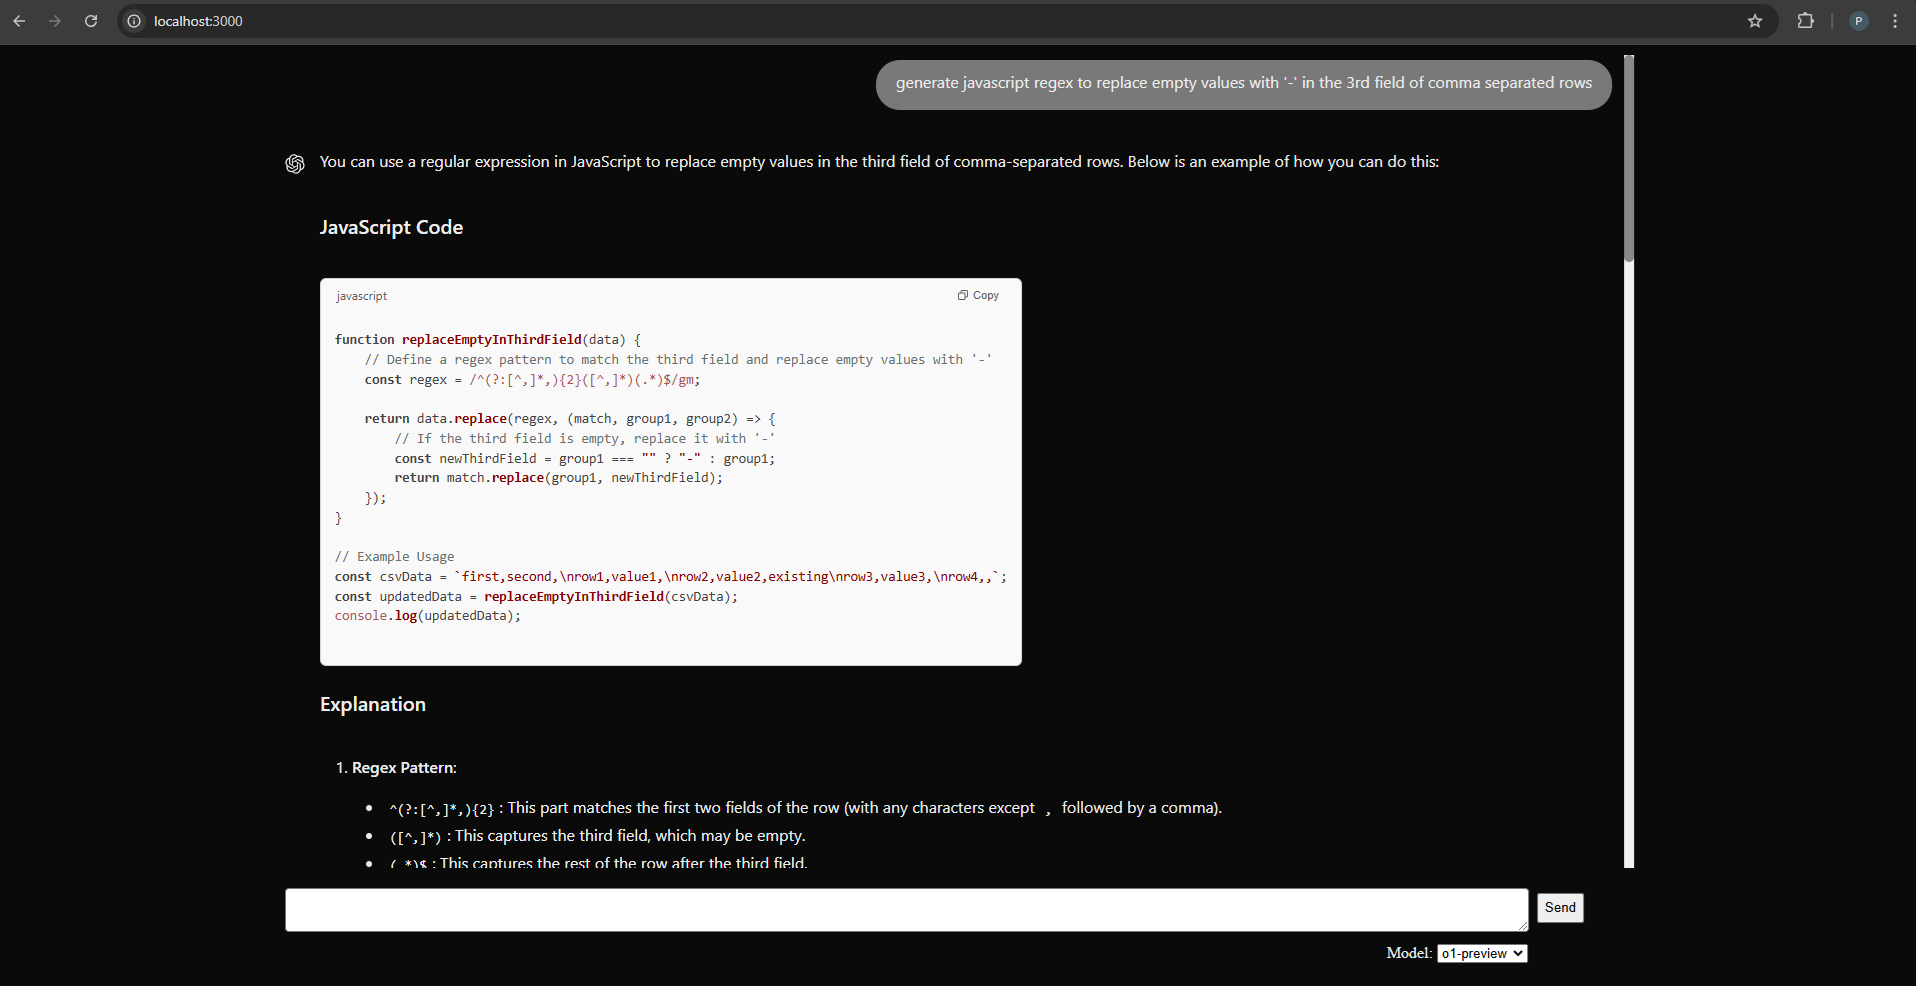 localhost:3000
P
generate javascript regex to replace empty values with '-' in the 3rd field of comma separated rows
You can use a regular expression in JavaScript to replace empty values in the third field of comma-separated rows. Below is an example of how you can do this:
JavaScript Code
javascript
Copy
function replaceEmptyInThirdField(data) {
    // Define a regex pattern to match the third field and replace empty values with '-'
    const regex = /^(?:[^,]*,){2}([^,]*)(.*)$/gm;
    return data.replace(regex, (match, group1, group2) => {
        // If the third field is empty, replace it with '-'
        const newThirdField = group1 === "" ? "-" : group1;
        return match.replace(group1, newThirdField);
    });
}
// Example Usage
const csvData = `first,second,\nrow1,value1,\nrow2,value2,existing\nrow3,value3,\nrow4,,`;
const updatedData = replaceEmptyInThirdField(csvData);
console.log(updatedData);
Explanation
1. Regex Pattern:
• ^(?:[^,]*,){2} : This part matches the first two fields of the row (with any characters except , followed by a comma).
• ([^,]*) : This captures the third field, which may be empty.
• (.*)$ : This captures the rest of the row after the third field.
Send
Model: o1-preview